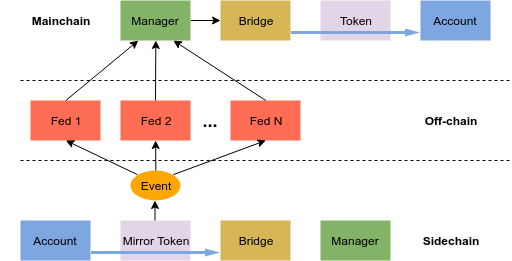 Mainchain Manager Bridge Token Account
Fed 1 Fed 2 ... Fed N Off-chain
Event
Account Mirror Token Bridge Manager Sidechain